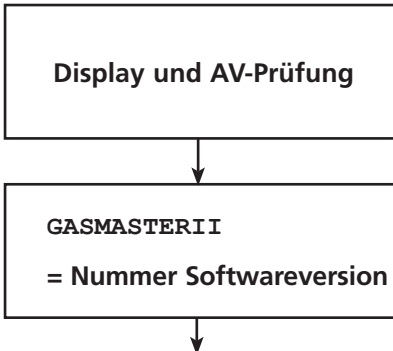 Display und AV-Prüfung
GASMASTERII
= Nummer Softwareversion